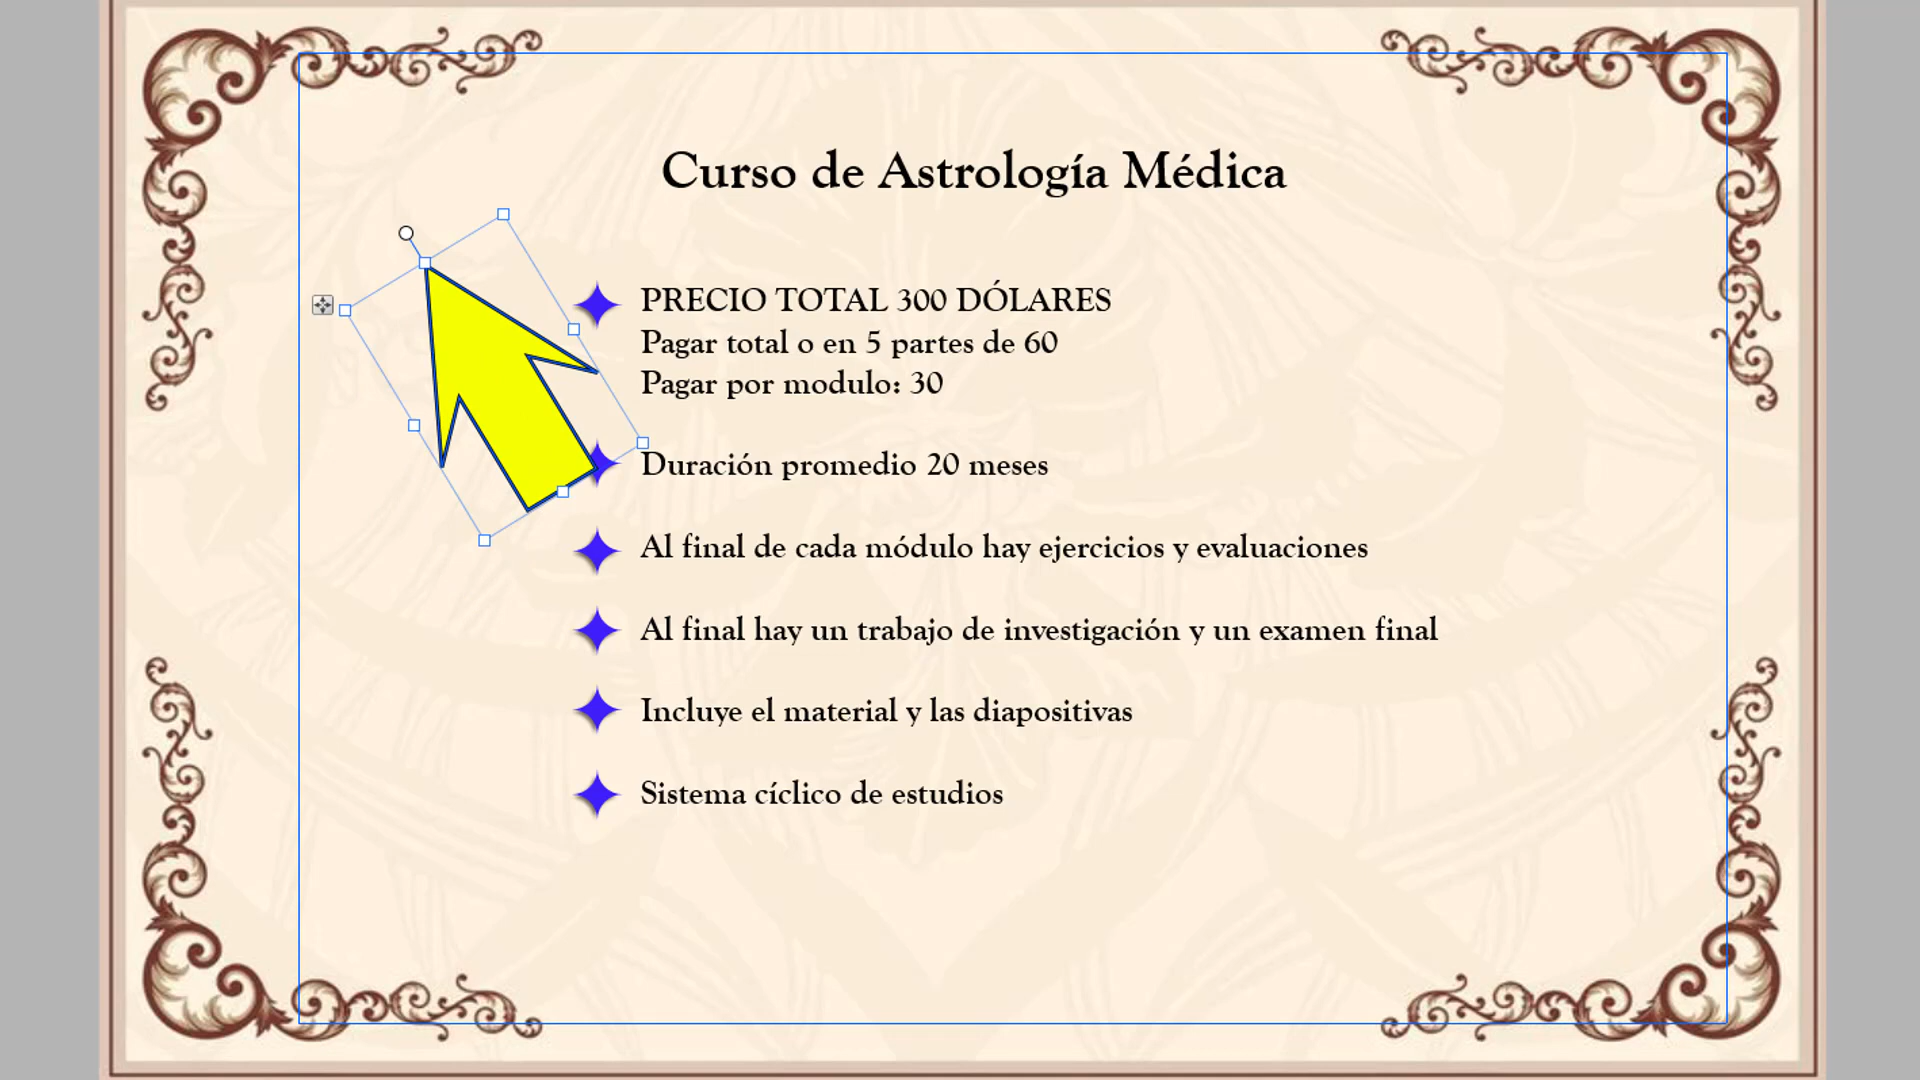 Curso de Astrología Médica
PRECIO TOTAL 300 DÓLARES
Pagar total o en 5 partes de 60
Pagar por modulo: 30
Duración promedio 20 meses
Al final de cada módulo hay ejercicios y evaluaciones
Al final hay un trabajo de investigación y un examen final
Incluye el material y las diapositivas
Sistema cíclico de estudios